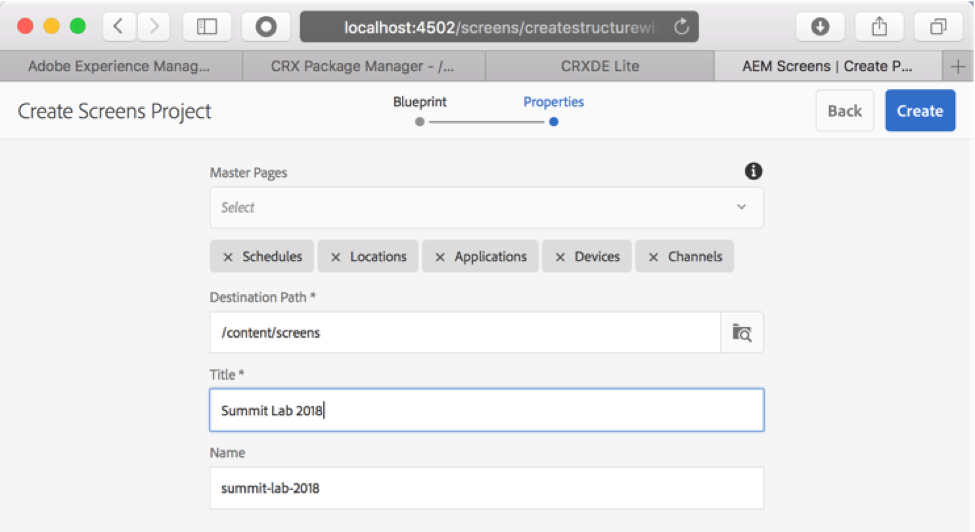 localhost:4502/screens/createstructurewi
Adobe Experience Manag... CRX Package Manager - /... CRXDE Lite AEM Screens | Create P... +
Create Screens Project Blueprint Properties Back Create
Master Pages
Select
× Schedules × Locations × Applications × Devices × Channels
Destination Path *
/content/screens
Title *
Summit Lab 2018
Name
summit-lab-2018